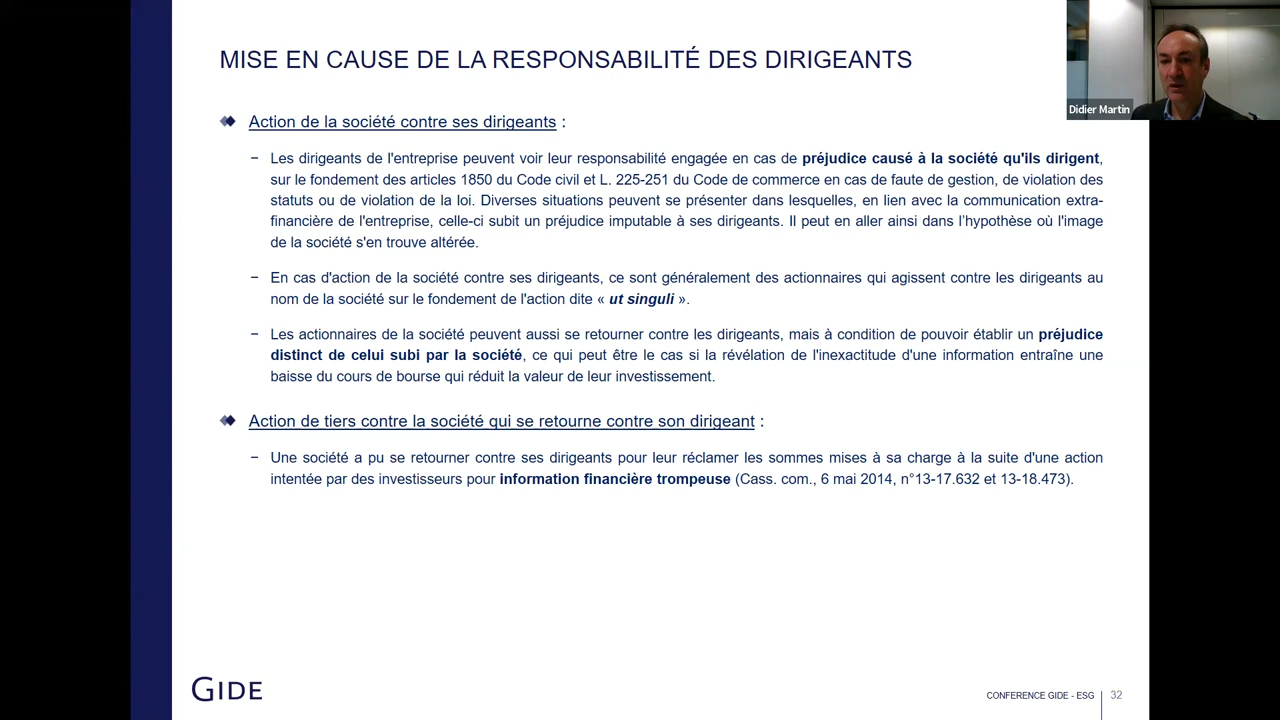 MISE EN CAUSE DE LA RESPONSABILITÉ DES DIRIGEANTS
Didier Martin
Action de la société contre ses dirigeants :
− Les dirigeants de l'entreprise peuvent voir leur responsabilité engagée en cas de préjudice causé à la société qu'ils dirigent,
sur le fondement des articles 1850 du Code civil et L. 225-251 du Code de commerce en cas de faute de gestion, de violation des
statuts ou de violation de la loi. Diverses situations peuvent se présenter dans lesquelles, en lien avec la communication extra-
financière de l'entreprise, celle-ci subit un préjudice imputable à ses dirigeants. Il peut en aller ainsi dans l’hypothèse où l'image
de la société s'en trouve altérée.
− En cas d'action de la société contre ses dirigeants, ce sont généralement des actionnaires qui agissent contre les dirigeants au
nom de la société sur le fondement de l'action dite « ut singuli ».
− Les actionnaires de la société peuvent aussi se retourner contre les dirigeants, mais à condition de pouvoir établir un préjudice
distinct de celui subi par la société, ce qui peut être le cas si la révélation de l'inexactitude d'une information entraîne une
baisse du cours de bourse qui réduit la valeur de leur investissement.
Action de tiers contre la société qui se retourne contre son dirigeant :
− Une société a pu se retourner contre ses dirigeants pour leur réclamer les sommes mises à sa charge à la suite d'une action
intentée par des investisseurs pour information financière trompeuse (Cass. com., 6 mai 2014, n°13-17.632 et 13-18.473).
GIDE
CONFERENCE GIDE - ESG
32